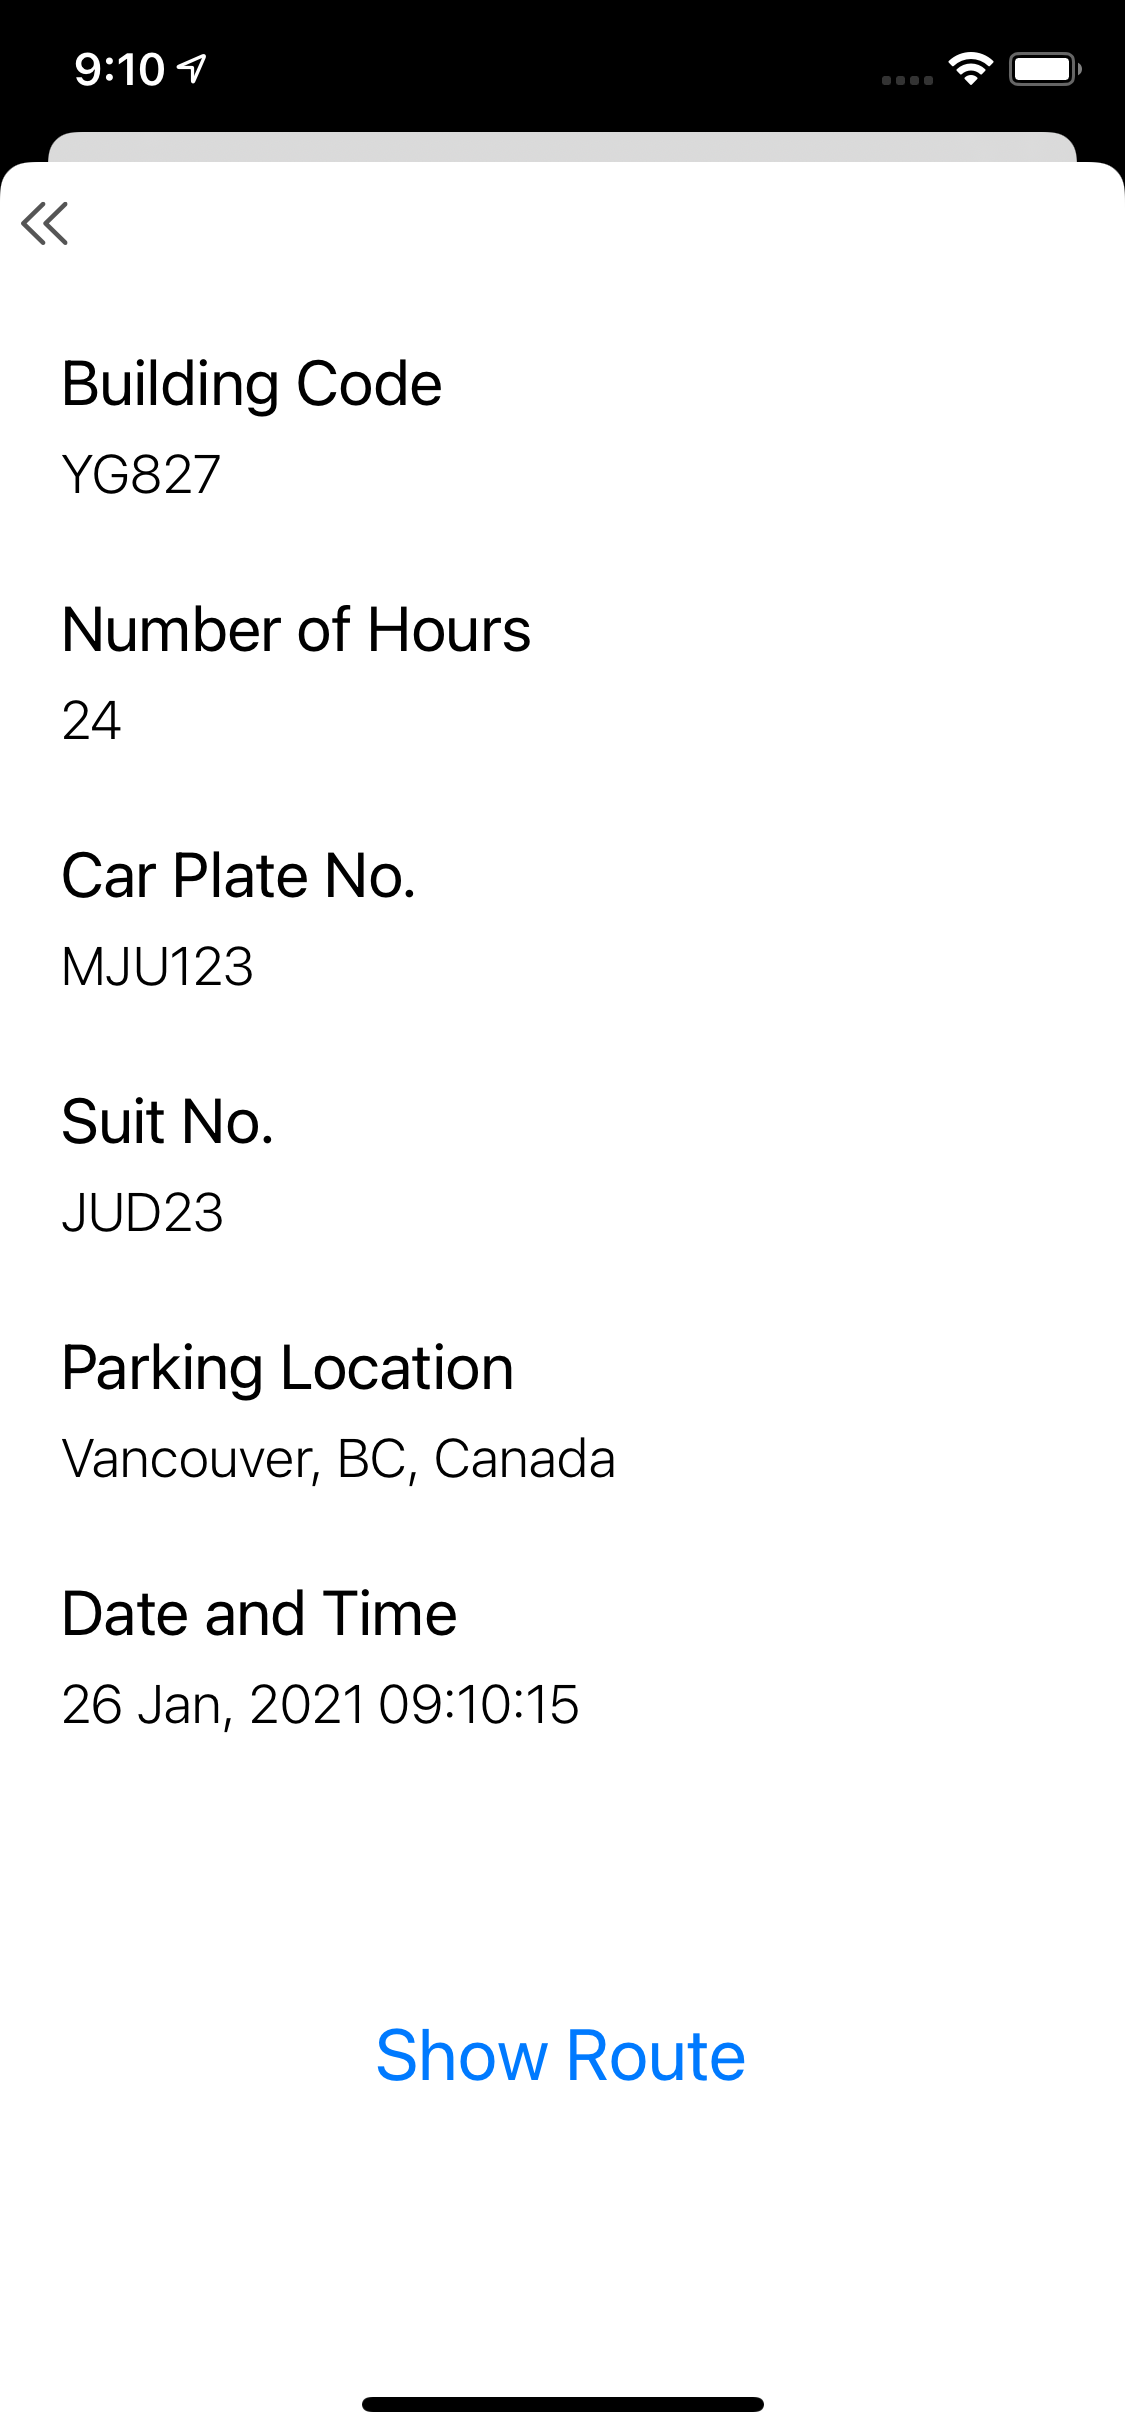 9:10
Building Code
YG827
Number of Hours
24
Car Plate No.
MJU123
Suit No.
JUD23
Parking Location
Vancouver, BC, Canada
Date and Time
26 Jan, 2021 09:10:15
Show Route